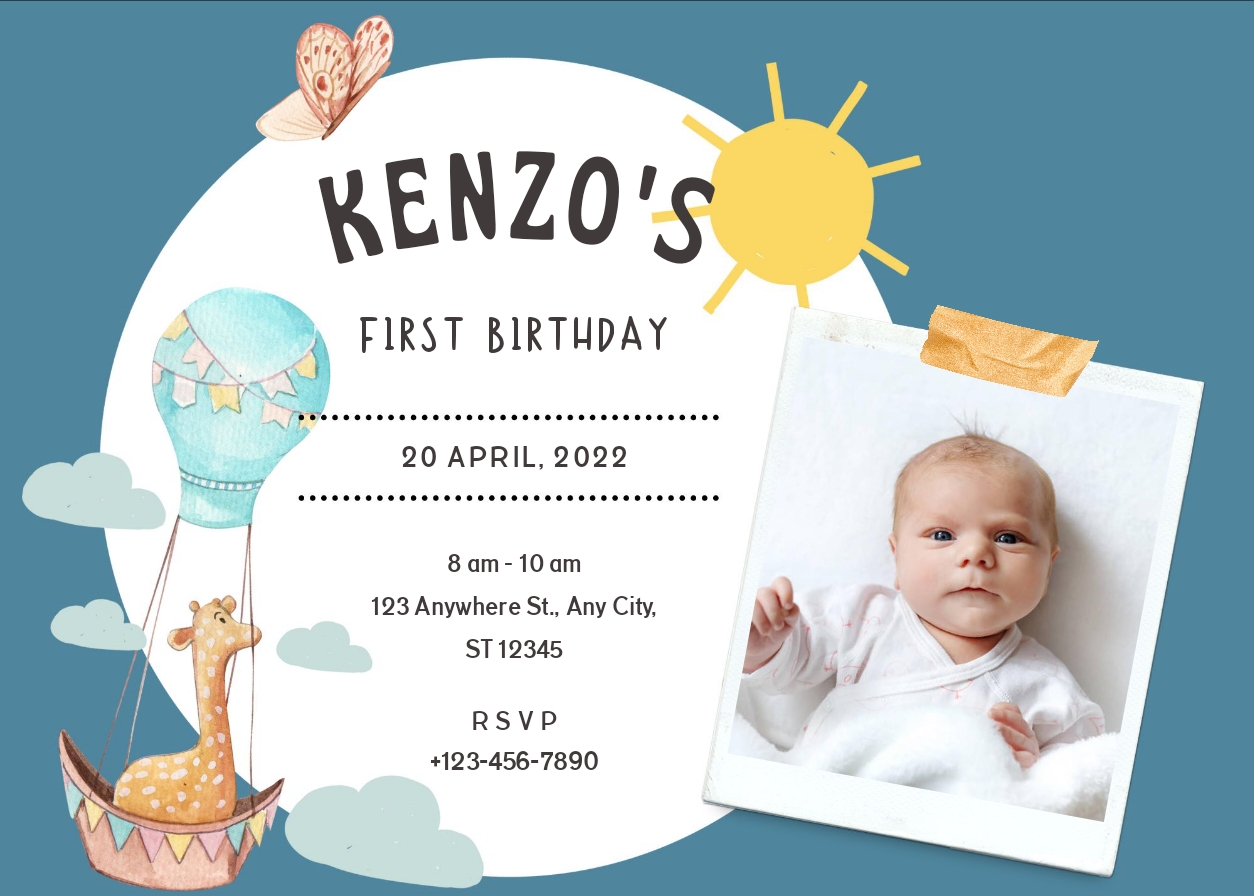 KENZO'S
FIRST BIRTHDAY
20 APRIL, 2022
8 am - 10 am
123 Anywhere St., Any City,
ST 12345
R S V P
+123-456-7890